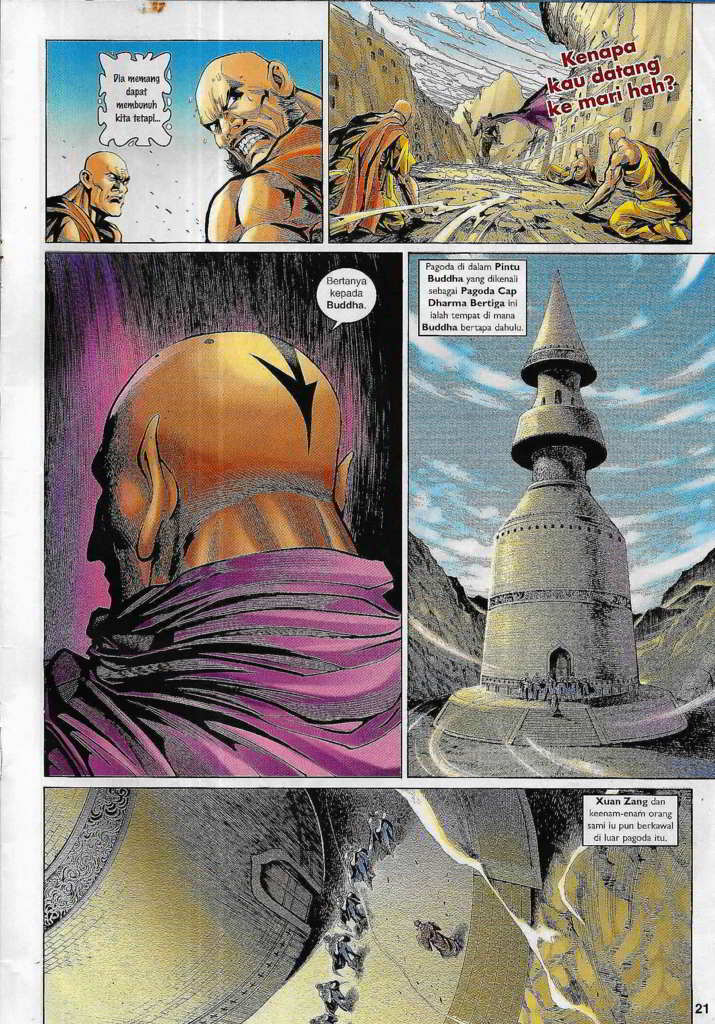 Dia memang
dapat
membunuh
kita tetapi...
Kenapa
kau datang
ke mari hah?
Bertanya
kepada
Buddha.
Pagoda di dalam Pintu
Buddha yang dikenali
sebagai Pagoda Cap
Dharma Bertiga ini
ialah tempat di mana
Buddha bertapa dahulu.
Xuan Zang dan
keenam-enam orang
sami iu pun berkawal
di luar pagoda itu.
21